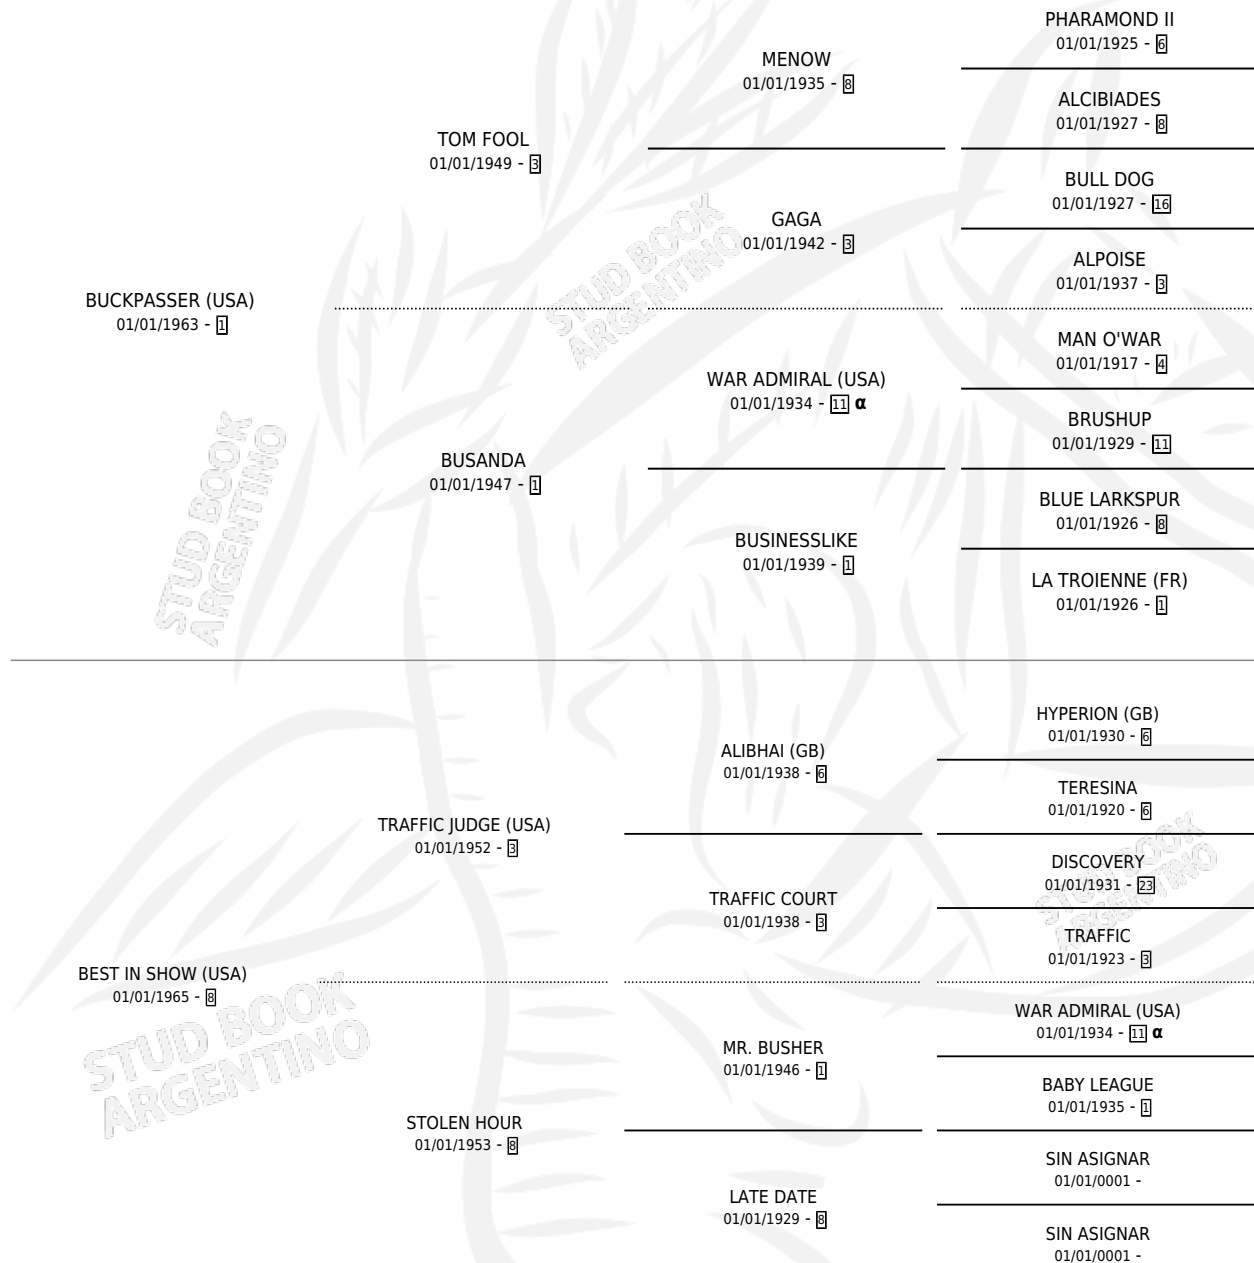 PHARAMOND II
01/01/1925 - 6
MENOW
01/01/1935 - 8
ALCIBIADES
01/01/1927 - 8
TOM FOOL
01/01/1949 - 3
BULL DOG
01/01/1927 - 16
GAGA
01/01/1942 - 3
ALPOISE
01/01/1937 - 3
BUCKPASSER (USA)
01/01/1963 - 1
MAN O'WAR
01/01/1917 - 4
WAR ADMIRAL (USA)
01/01/1934 - 11 α
BRUSHUP
01/01/1929 - 11
BUSANDA
01/01/1947 - 1
BLUE LARKSPUR
01/01/1926 - 8
BUSINESSLIKE
01/01/1939 - 1
LA TROIENNE (FR)
01/01/1926 - 1
STUD BOOK
ARGENTINO
STUD BOOK
ARGENTINO
HYPERION (GB)
01/01/1930 - 6
ALIBHAI (GB)
01/01/1938 - 6
TERESINA
01/01/1920 - 6
TRAFFIC JUDGE (USA)
01/01/1952 - 3
DISCOVERY
01/01/1931 - 23
TRAFFIC COURT
01/01/1938 - 3
TRAFFIC
01/01/1923 - 3
STUD BOOK
ARGENTINO
BEST IN SHOW (USA)
01/01/1965 - 8
WAR ADMIRAL (USA)
01/01/1934 - 11 α
MR. BUSHER
01/01/1946 - 1
BABY LEAGUE
01/01/1935 - 1
STOLEN HOUR
01/01/1953 - 8
SIN ASIGNAR
01/01/0001 -
LATE DATE
01/01/1929 - 8
SIN ASIGNAR
01/01/0001 -
STUD BOOK
ARGENTINO